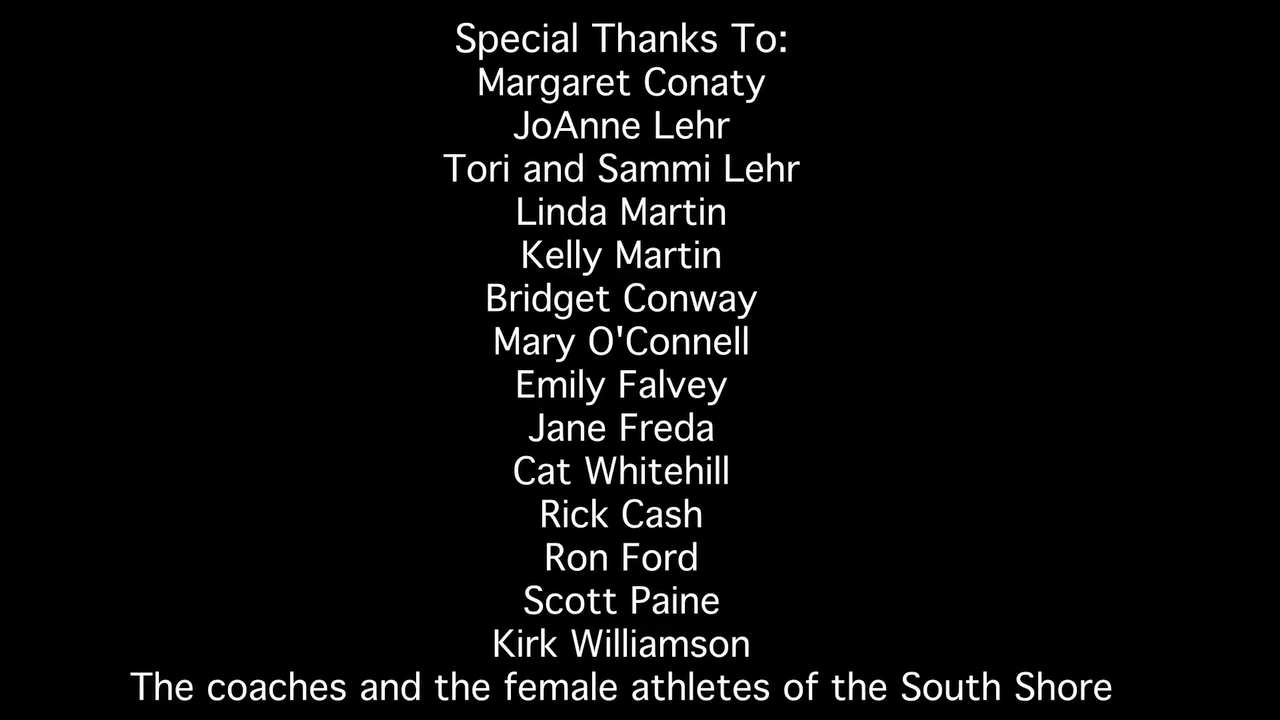 Special Thanks To:
Margaret Conaty
JoAnne Lehr
Tori and Sammi Lehr
Linda Martin
Kelly Martin
Bridget Conway
Mary O'Connell
Emily Falvey
Jane Freda
Cat Whitehill
Rick Cash
Ron Ford
Scott Paine
Kirk Williamson
The coaches and the female athletes of the South Shore